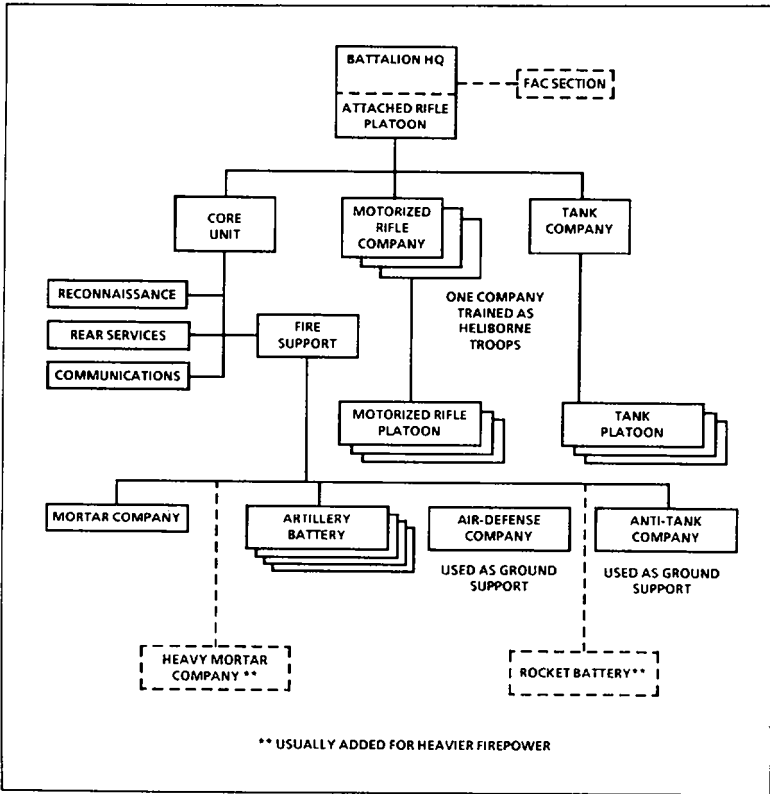 BATTALION HQ
ATTACHED RIFLE
PLATOON
FAC SECTION
CORE
UNIT
MOTORIZED
RIFLE
COMPANY
TANK
COMPANY
RECONNAISSANCE
REAR SERVICES
COMMUNICATIONS
FIRE
SUPPORT
ONE COMPANY
TRAINED AS
HELIBORNE
TROOPS
MOTORIZED RIFLE
PLATOON
TANK
PLATOON
MORTAR COMPANY
ARTILLERY
BATTERY
AIR-DEFENSE
COMPANY
USED AS GROUND
SUPPORT
ANTI-TANK
COMPANY
USED AS GROUND
SUPPORT
HEAVY MORTAR
COMPANY **
ROCKET BATTERY**
** USUALLY ADDED FOR HEAVIER FIREPOWER